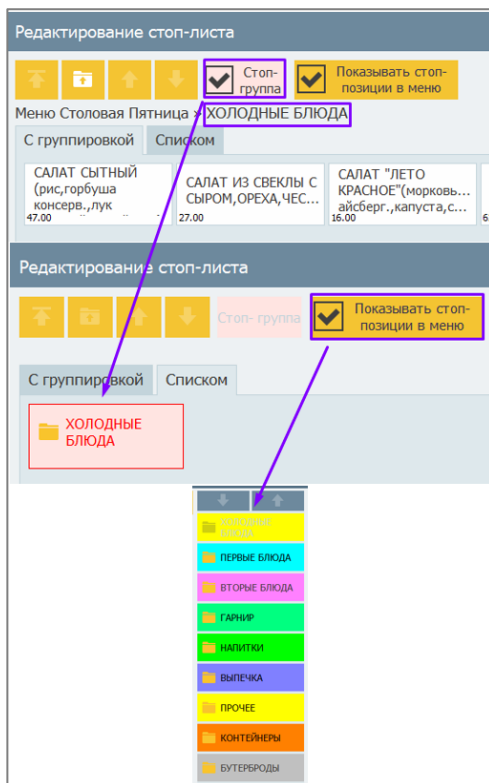 Редактирование стоп-листа
Стоп-
группа
Показывать стоп-
позиции в меню
Меню Столовая Пятница » ХОЛОДНЫЕ БЛЮДА
С группировкой
Списком
САЛАТ СЫТНЫЙ
(рис,горбуша
консерв.,лук
47.00
САЛАТ ИЗ СВЕКЛЫ С
СЫРОМ,ОРЕХА,ЧЕС...
27.00
САЛАТ "ЛЕТО
КРАСНОЕ"(морковь...
айсберг.,капуста,с...
16.00
6
Редактирование стоп-листа
Стоп- группа
Показывать стоп-
позиции в меню
С группировкой
Списком
ХОЛОДНЫЕ
БЛЮДА
ХОЛОДНЫЕ
БЛЮДА
ПЕРВЫЕ БЛЮДА
ВТОРЫЕ БЛЮДА
ГАРНИР
НАПИТКИ
ВЫПЕЧКА
ПРОЧЕЕ
КОНТЕЙНЕРЫ
БУТЕРБРОДЫ